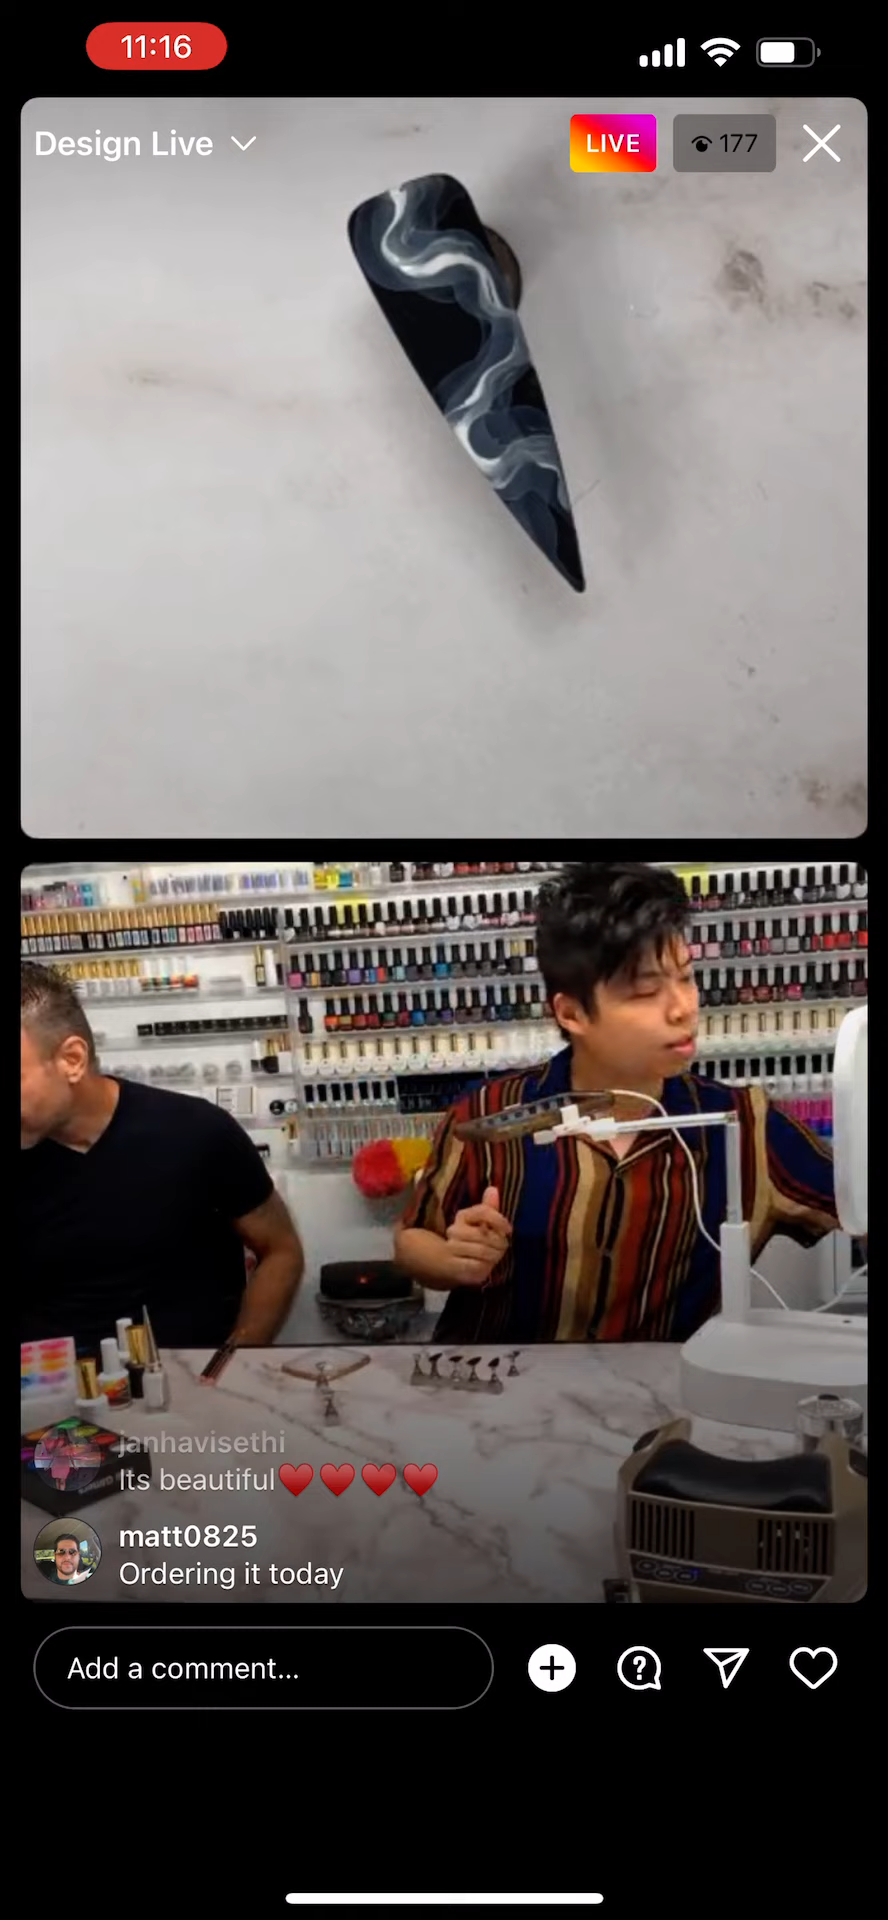 11:16
Design Live
LIVE
177
janhavisethi
Its beautiful❤️❤️❤️❤️
matt0825
Ordering it today
Add a comment...